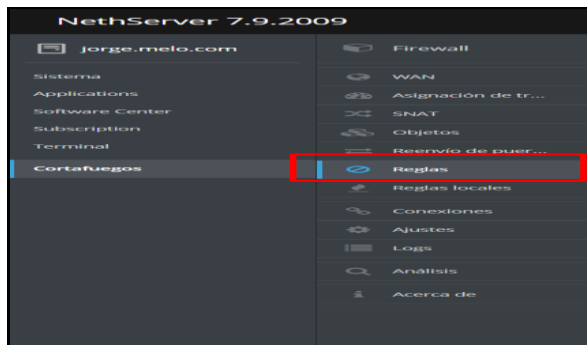 NethServer 7.9.2009
jorge.melo.com
Sistema
Applications
Software Center
Subscription
Terminal
Cortafuegos
Firewall
WAN
Asignación de tr...
SNAT
Objetos
Reenvío de puer...
Reglas
Reglas locales
Conexiones
Ajustes
Logs
Análisis
Acerca de